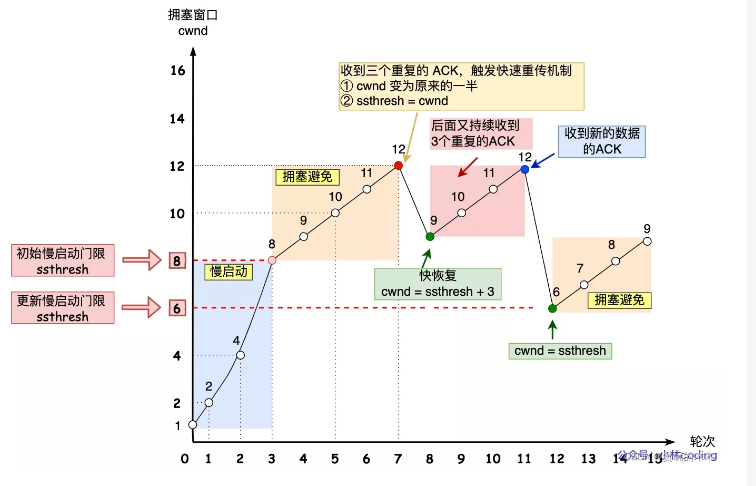 拥塞窗口
cwnd
16
14
12
10
8
6
4
2
1
收到三个重复的 ACK，触发快速重传机制
① cwnd 变为原来的一半
② ssthresh = cwnd
后面又持续收到
3个重复的ACK
收到新的数据
的ACK
拥塞避免
慢启动
初始慢启动门限
ssthresh
更新慢启动门限
ssthresh
2
4
8
9
10
11
12
9
10
11
12
6
7
8
9
快恢复
cwnd = ssthresh + 3
拥塞避免
cwnd = ssthresh
轮次
0 1 2 3 4 5 6 7 8 9 10 11 12 13 14 15
公众号：小林coding